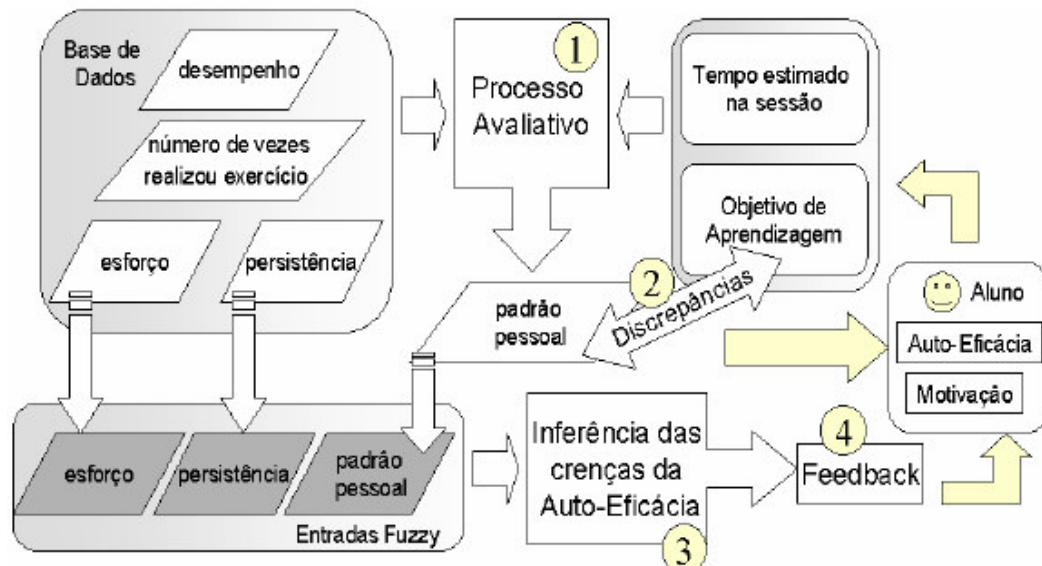 Base de
Dados
desempenho
número de vezes
realizou exercício
esforço
persistência
1
Processo
Avaliativo
Tempo estimado
na sessão
Objetivo de
Aprendizagem
2
Discrepâncias
padrão
pessoal
Aluno
Auto-Eficácia
Motivação
esforço
persistência
padrão
pessoal
Entradas Fuzzy
Inferência das
crenças da
Auto-Eficácia
3
4
Feedback